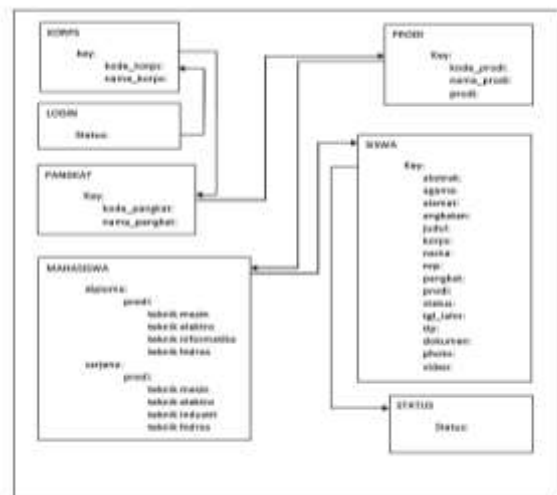 KORPS
key:
kode_korps:
nama_korps:
LOGIN
Status:
PANGKAT
Key:
kode_pangkat:
nama_pangkat:
MAHASISWA
diploma:
prodi:
teknik mesin
teknik elektro
teknik informatika
teknik hidros
sarjana:
prodi:
teknik mesin
teknik elektro
teknik industri
teknik hidros
PRODI
Key:
kode_prodi:
nama_prodi:
prodi:
SISWA
Key:
abstrak:
agama:
alamat:
angkatan:
judul:
korps:
nama:
nrp:
pangkat:
prodi:
status:
tgl_lahir:
tlp:
dokumen:
photo:
video:
STATUS
Status: